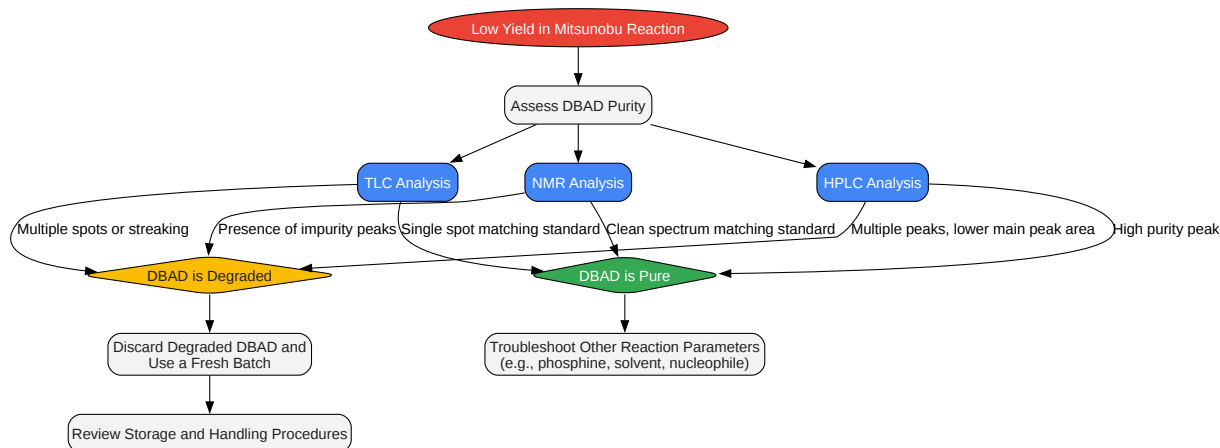 Low Yield in Mitsunobu Reaction
Assess DBAD Purity
TLC Analysis
NMR Analysis
HPLC Analysis
Multiple spots or streaking
Presence of impurity peaks
Single spot matching standard
Clean spectrum matching standard
Multiple peaks, lower main peak area
High purity peak
DBAD is Degraded
DBAD is Pure
Discard Degraded DBAD and
Use a Fresh Batch
Troubleshoot Other Reaction Parameters
(e.g., phosphine, solvent, nucleophile)
Review Storage and Handling Procedures